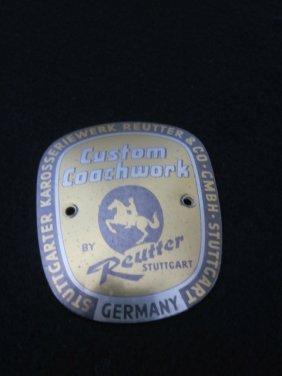 STUTTGARTER KAROSSERIEWERK REUTTER & CO·GMBH· STUTTGART
Custom
Coachwork
BY
Reutter
STUTTGART
GERMANY